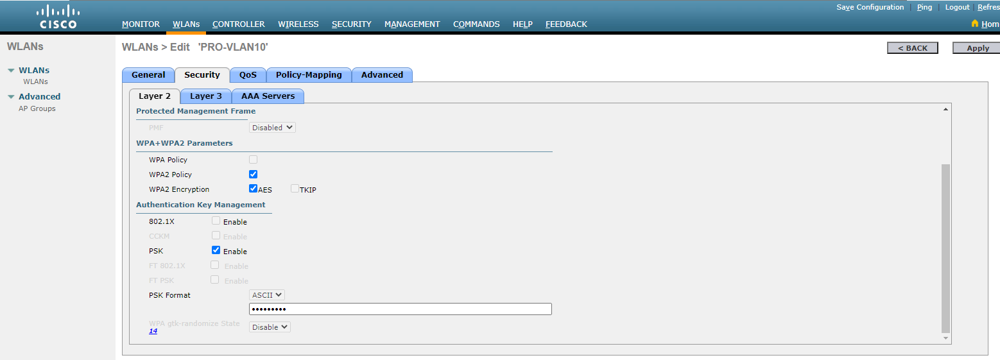 Save Configuration | Ping | Logout | Refres
CISCO
MONITOR WLANs CONTROLLER WIRELESS SECURITY MANAGEMENT COMMANDS HELP FEEDBACK
Hom
WLANs
WLANs > Edit 'PRO-VLAN10'
< BACK
Apply
WLANs
WLANs
Advanced
AP Groups
General Security QoS Policy-Mapping Advanced
Layer 2 Layer 3 AAA Servers
Protected Management Frame
PMF Disabled
WPA+WPA2 Parameters
WPA Policy
WPA2 Policy
WPA2 Encryption AES TKIP
Authentication Key Management
802.1X Enable
CCKM Enable
PSK Enable
FT 802.1X Enable
FT PSK Enable
PSK Format ASCII
•••••••••
WPA gtk-randomize State Disable
14